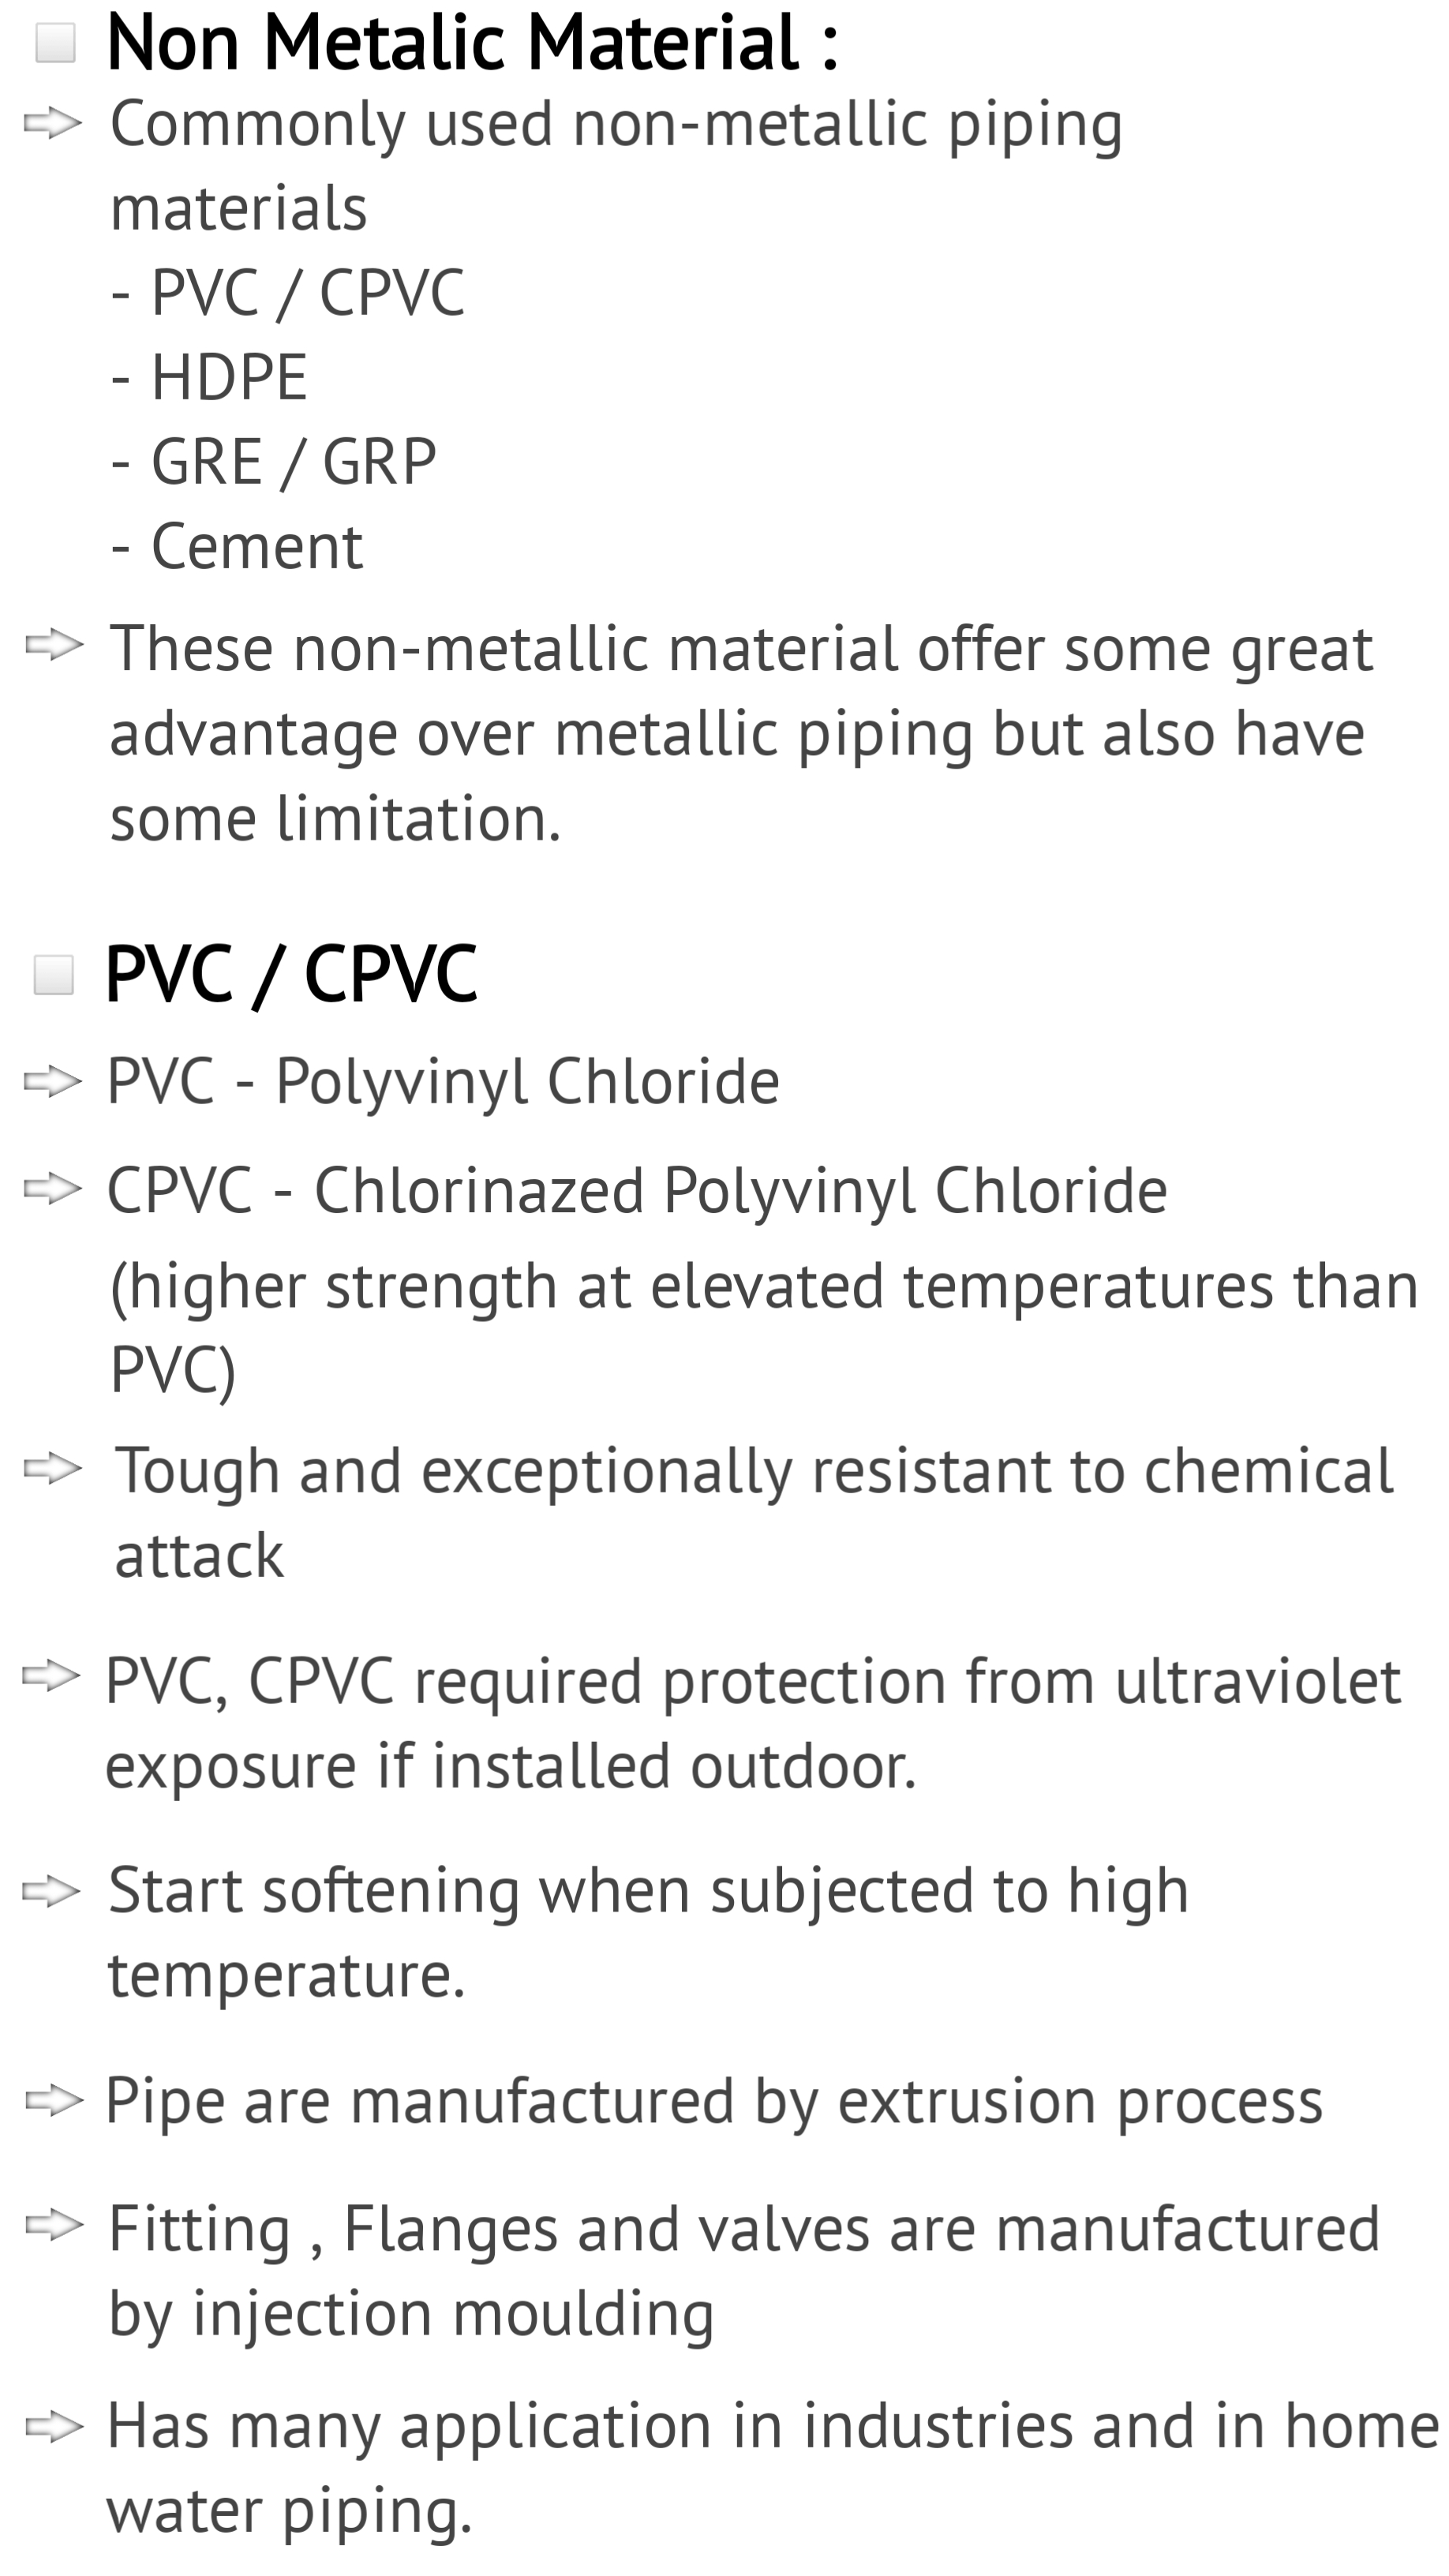 Non Metalic Material :
Commonly used non-metallic piping
materials
- PVC / CPVC
- HDPE
- GRE / GRP
- Cement
These non-metallic material offer some great
advantage over metallic piping but also have
some limitation.
PVC / CPVC
PVC - Polyvinyl Chloride
CPVC - Chlorinazed Polyvinyl Chloride
(higher strength at elevated temperatures than
PVC)
Tough and exceptionally resistant to chemical
attack
PVC, CPVC required protection from ultraviolet
exposure if installed outdoor.
Start softening when subjected to high
temperature.
Pipe are manufactured by extrusion process
Fitting , Flanges and valves are manufactured
by injection moulding
Has many application in industries and in home
water piping.